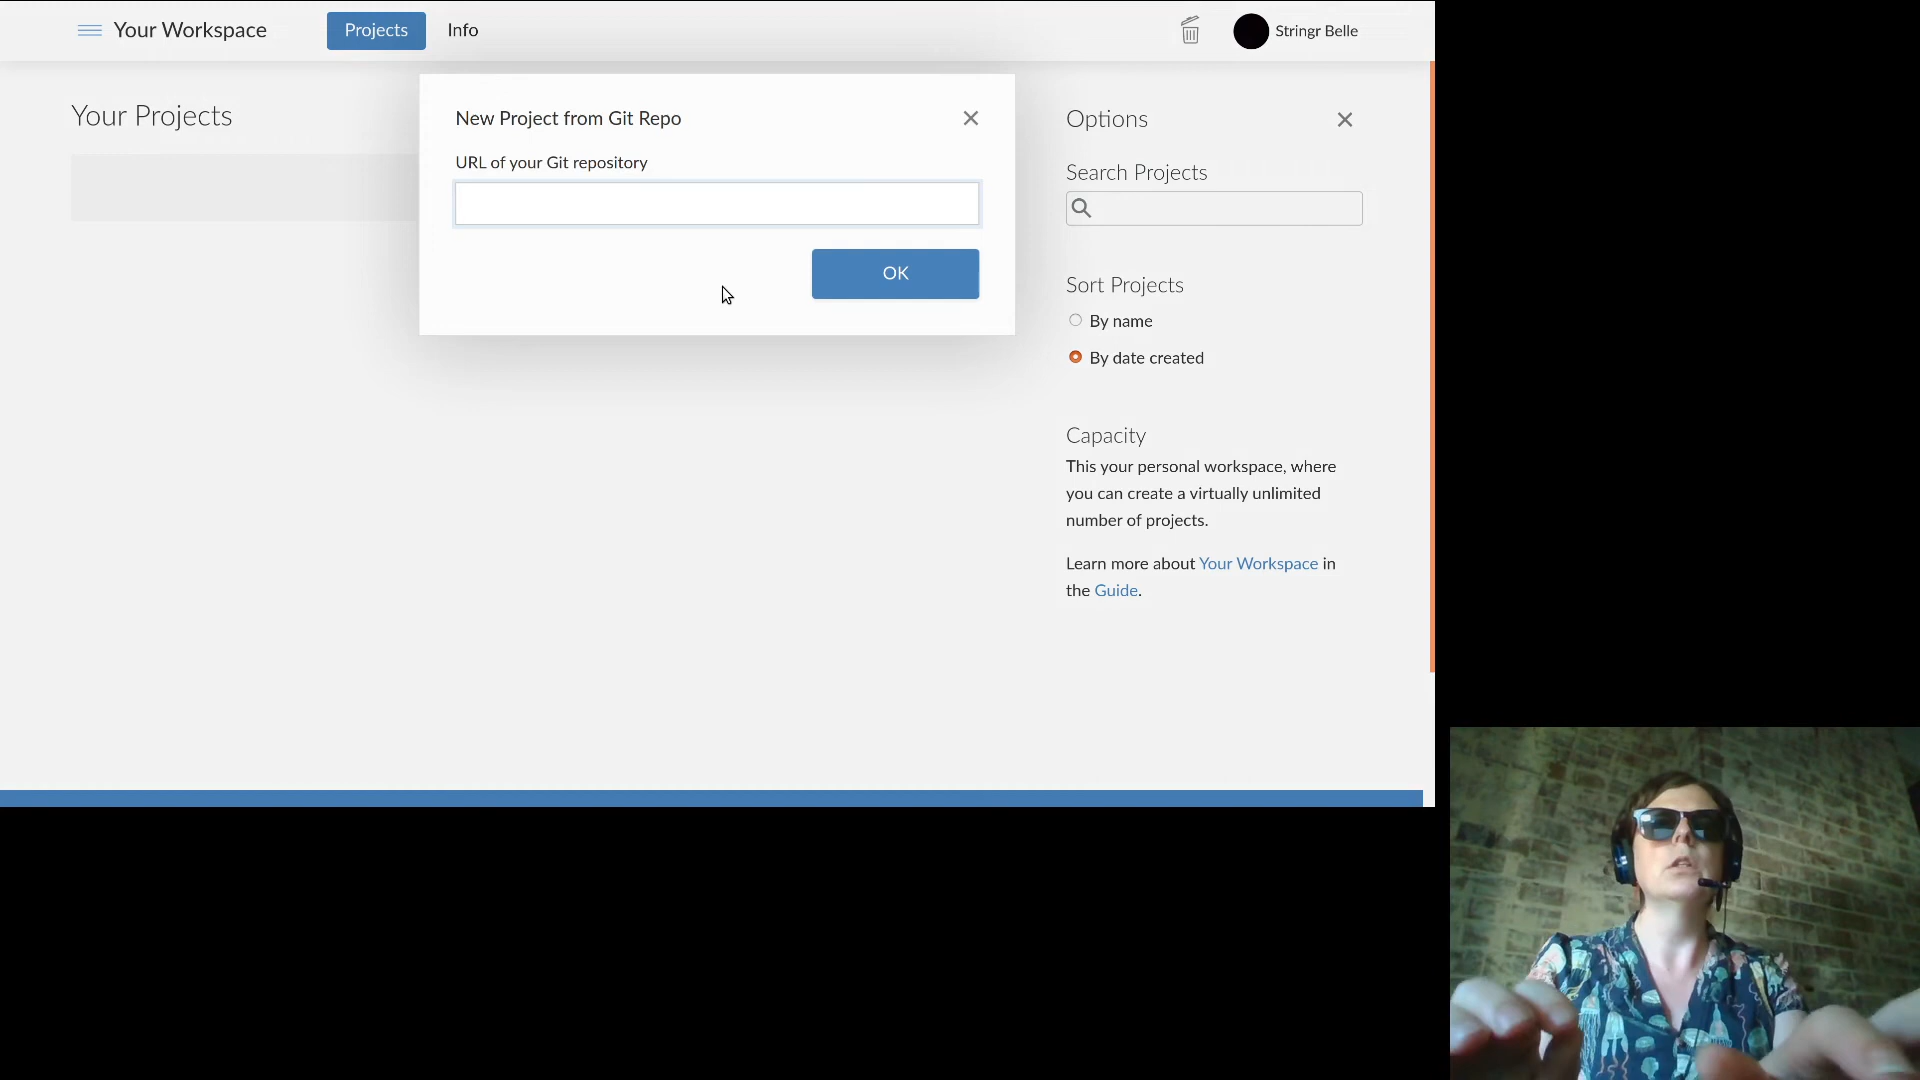 Your Workspace
Projects
Info
Stringr Belle
Your Projects
New Project from Git Repo
URL of your Git repository
OK
Options
Search Projects
Sort Projects
By name
By date created
Capacity
This your personal workspace, where
you can create a virtually unlimited
number of projects.
Learn more about Your Workspace in
the Guide.